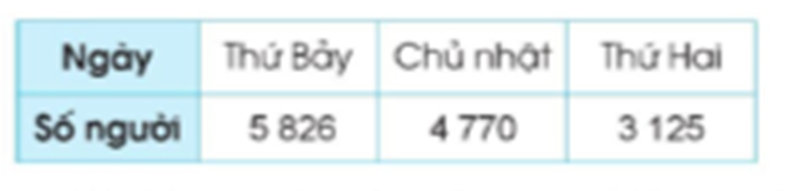 Ngày Thứ Bảy Chủ nhật Thứ Hai
Số người 5 826 4 770 3 125